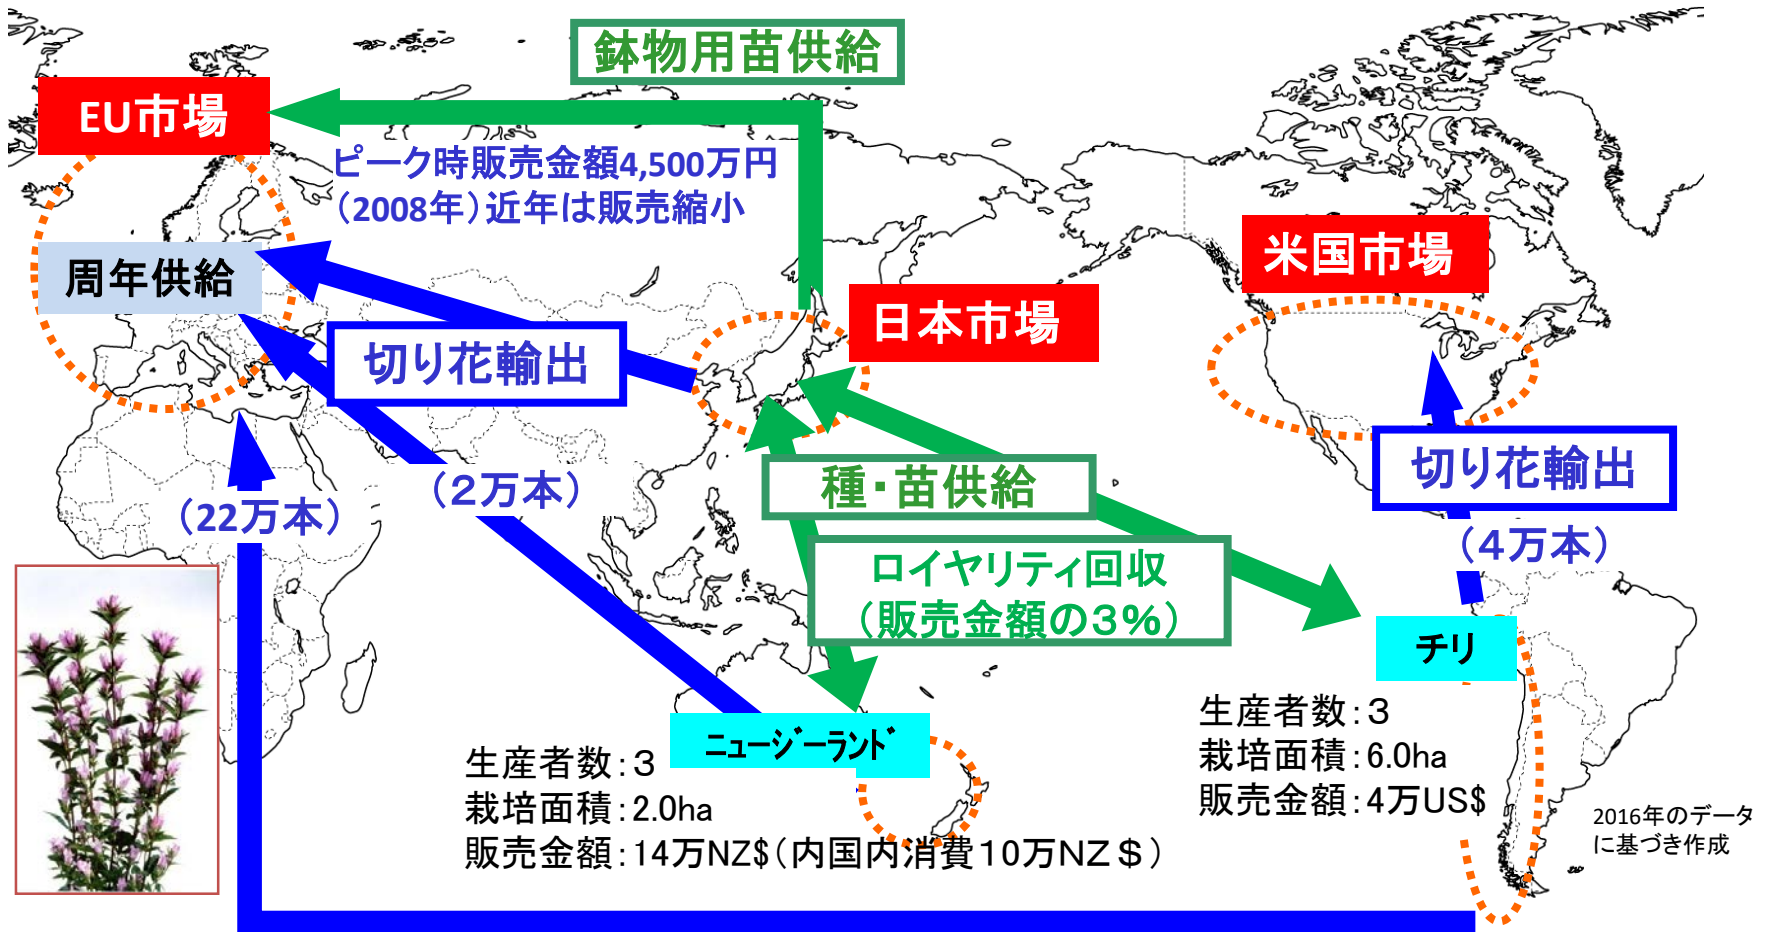 鉢物用苗供給
EU市場
ピーク時販売金額4,500万円
(2008年)近年は販売縮小
米国市場
周年供給
日本市場
切り花輸出
切り花輸出
種・苗供給
(2万本)
(22万本)
(4万本)
ロイヤリティ回収
(販売金額の3%)
チリ
生産者数:3
栽培面積:6.0ha
販売金額:4万US$
ニュージーランド
生産者数:3
栽培面積:2.0ha
販売金額:14万NZ$(内国内消費10万NZ$)
2016年のデータ
に基づき作成